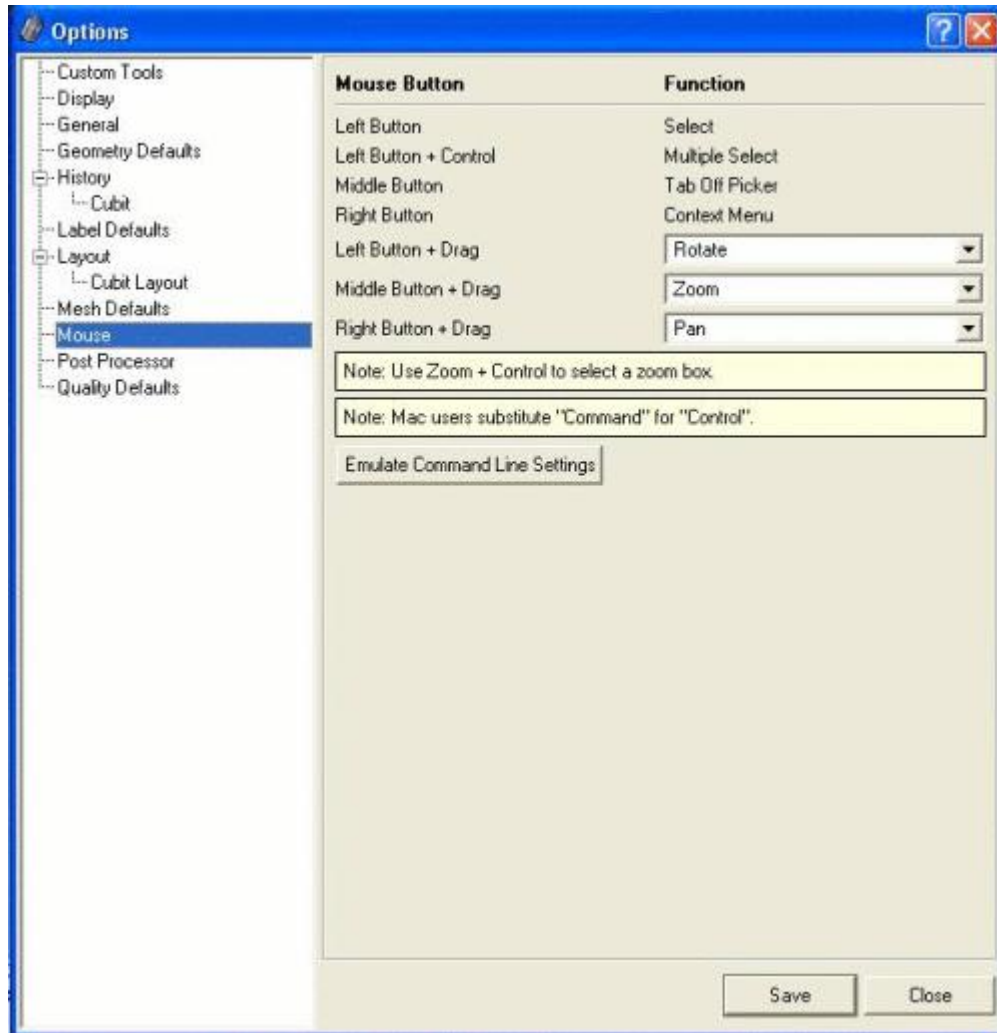 Options
Custom Tools
Display
General
Geometry Defaults
History
Cubit
Label Defaults
Layout
Cubit Layout
Mesh Defaults
Mouse
Post Processor
Quality Defaults
Mouse Button Function
Left Button Select
Left Button + Control Multiple Select
Middle Button Tab Off Picker
Right Button Context Menu
Left Button + Drag Rotate
Middle Button + Drag Zoom
Right Button + Drag Pan
Note: Use Zoom + Control to select a zoom box.
Note: Mac users substitute "Command" for "Control".
Emulate Command Line Settings
Save Close